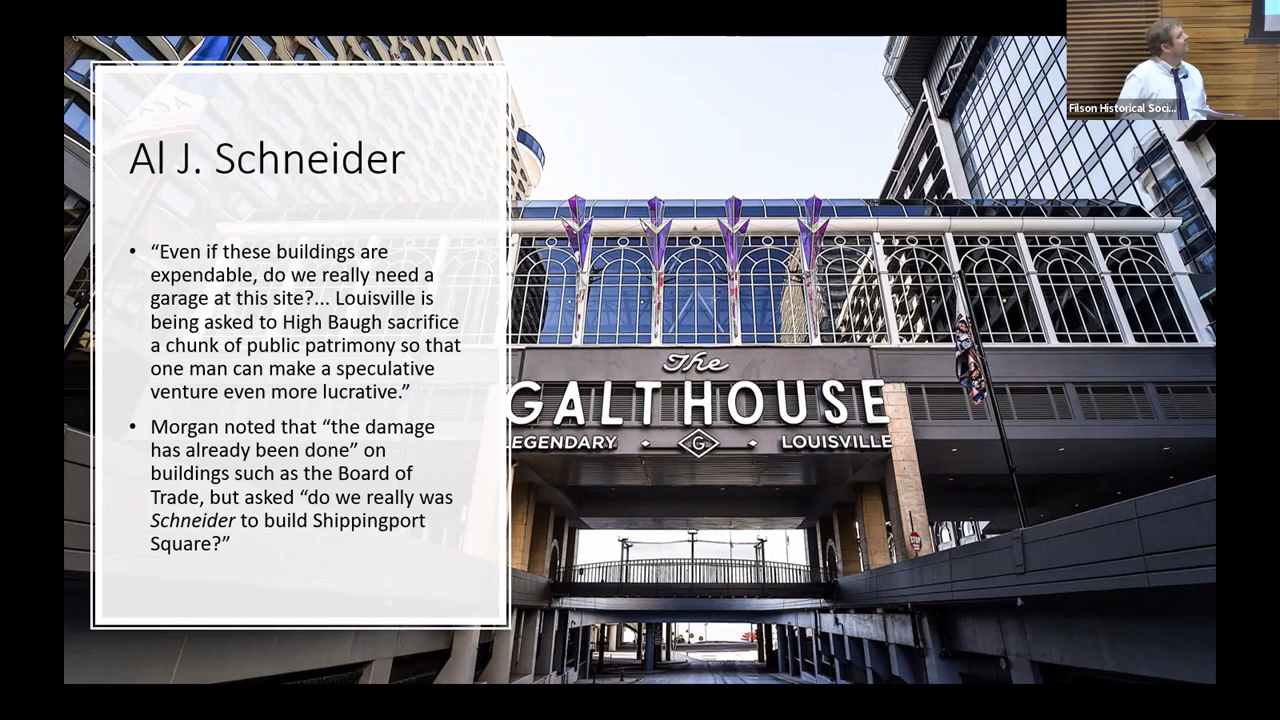 Filson Historical Soci...
Al J. Schneider
• “Even if these buildings are
expendable, do we really need a
garage at this site?... Louisville is
being asked to High Baugh sacrifice
a chunk of public patrimony so that
one man can make a speculative
venture even more lucrative.”
• Morgan noted that “the damage
has already been done” on
buildings such as the Board of
Trade, but asked “do we really was
Schneider to build Shippingport
Square?”
The
GALT HOUSE
LEGENDARY G LOUISVILLE
STOP